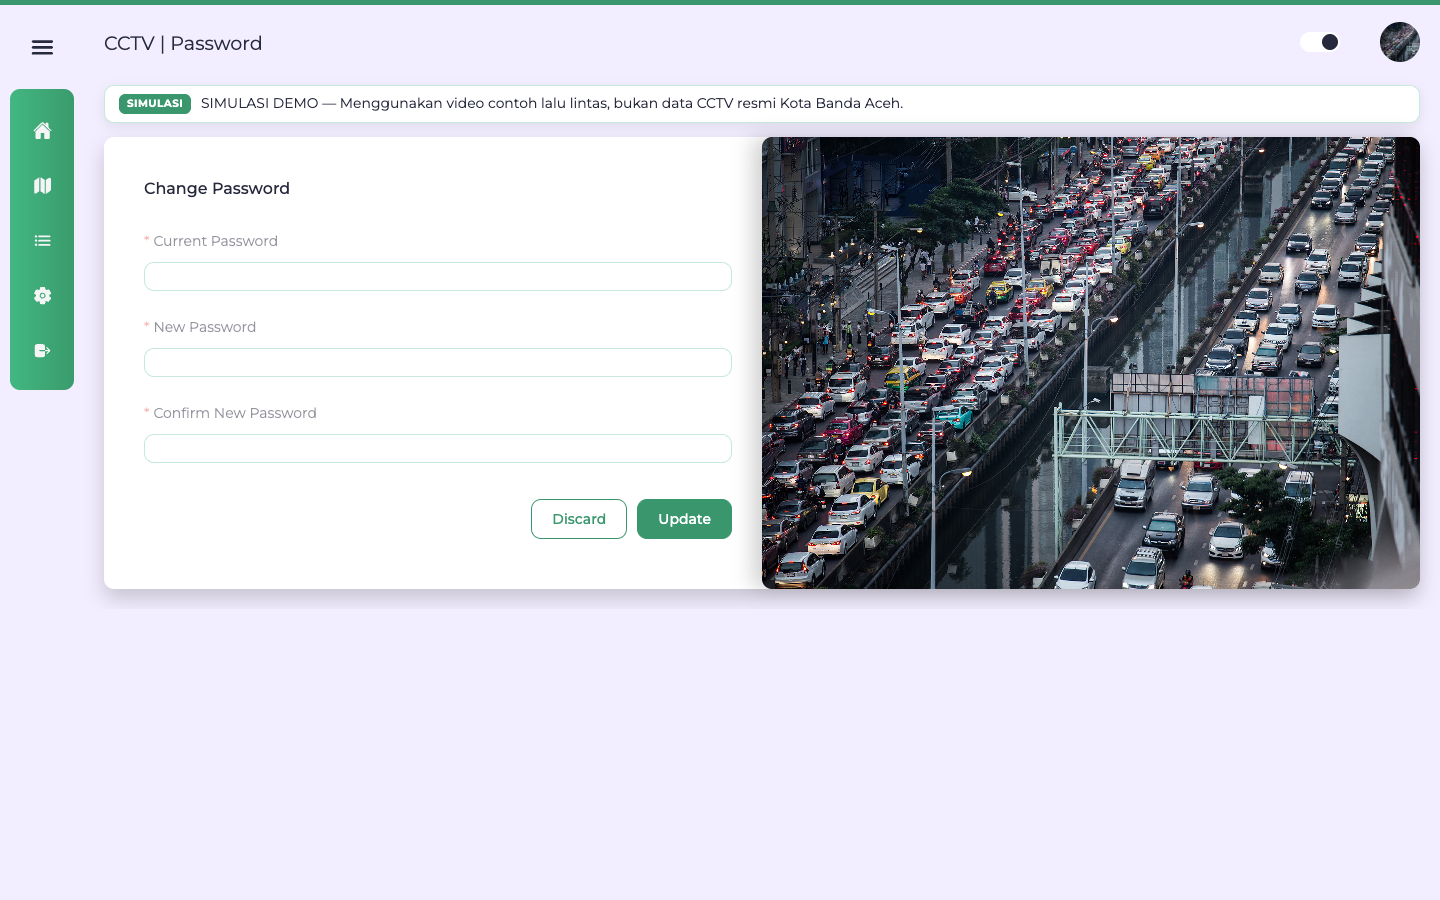 CCTV | Password
SIMULASI SIMULASI DEMO — Menggunakan video contoh lalu lintas, bukan data CCTV resmi Kota Banda Aceh.
Change Password
* Current Password
* New Password
* Confirm New Password
Discard Update